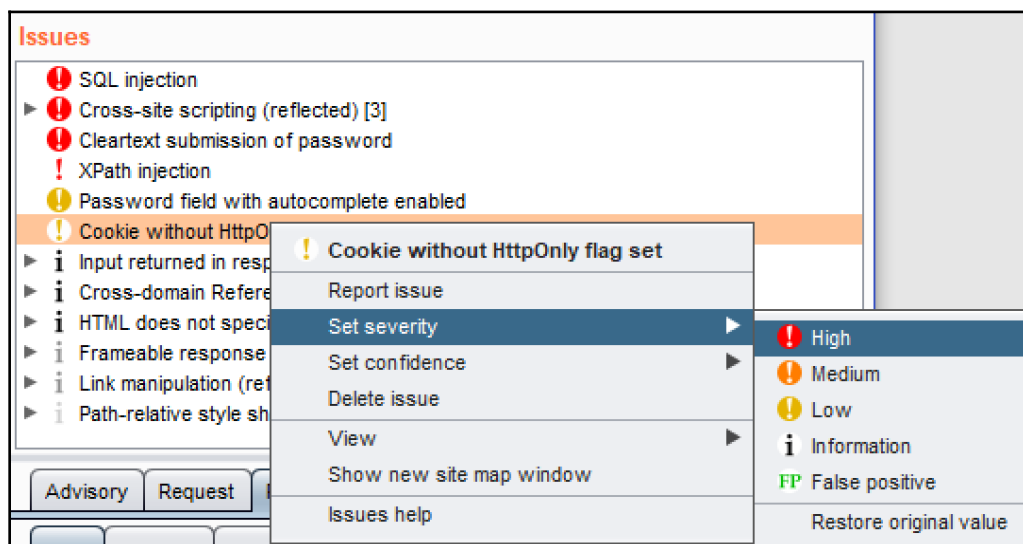 Issues
SQL injection
Cross-site scripting (reflected) [3]
Cleartext submission of password
XPath injection
Password field with autocomplete enabled
Cookie without HttpO
Input returned in resp
Cross-domain Refere
HTML does not speci
Frameable response
Link manipulation (ref
Path-relative style sh
Cookie without HttpOnly flag set
Report issue
Set severity
Set confidence
Delete issue
View
Show new site map window
Issues help
High
Medium
Low
Information
FP False positive
Restore original value
Advisory Request